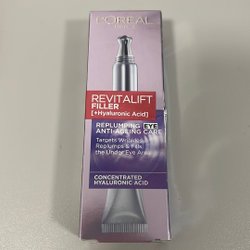 L'ORÉAL
PARIS
REVITALIFT
FILLER
[+Hyaluronic Acid]
REPLUMPING EYE
ANTI-AGEING CARE
Targets Wrinkles
Replumps & Fills
the Under Eye Area
CONCENTRATED
HYALURONIC ACID